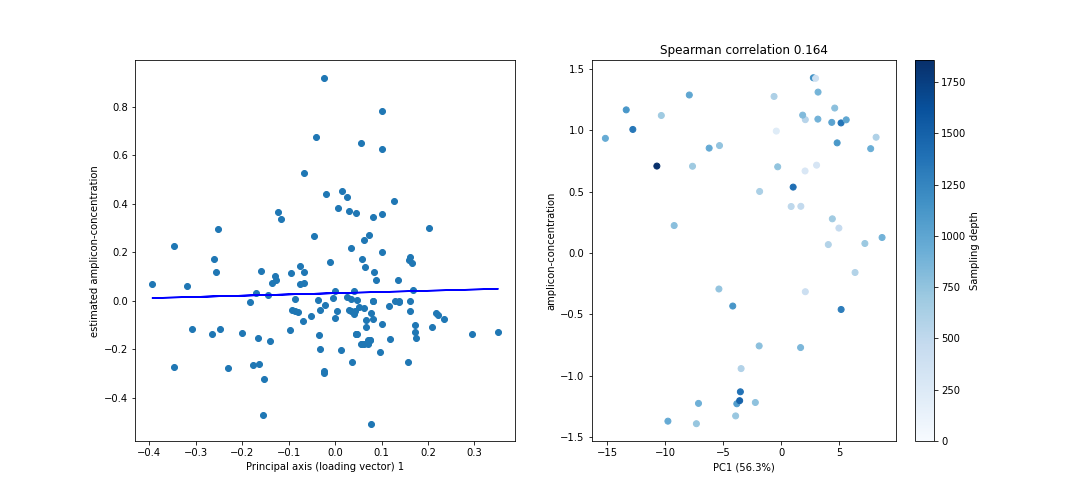 Spearman correlation 0.164
estimated amplicon-concentration
0.8
0.6
0.4
0.2
0.0
−0.2
−0.4
−0.4 −0.3 −0.2 −0.1 0.0 0.1 0.2 0.3
Principal axis (loading vector) 1
amplicon-concentration
1.5
1.0
0.5
0.0
−0.5
−1.0
−1.5
−15 −10 −5 0 5
PC1 (56.3%)
1750
1500
1250
1000
750
500
250
0
Sampling depth